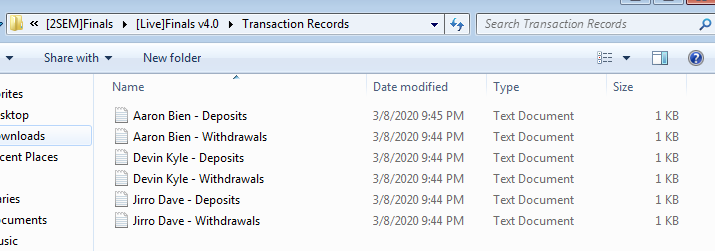 « [2SEM]Finals ▸ [Live]Finals v4.0 ▸ Transaction Records
Search Transaction Records
Share with New folder
Name Date modified Type Size
Aaron Bien - Deposits 3/8/2020 9:45 PM Text Document 1 KB
Aaron Bien - Withdrawals 3/8/2020 9:44 PM Text Document 1 KB
Devin Kyle - Deposits 3/8/2020 9:44 PM Text Document 1 KB
Devin Kyle - Withdrawals 3/8/2020 9:44 PM Text Document 1 KB
Jirro Dave - Deposits 3/8/2020 9:44 PM Text Document 1 KB
Jirro Dave - Withdrawals 3/8/2020 9:44 PM Text Document 1 KB
orites
sktop
ownloads
cent Places
aries
ocuments
usic